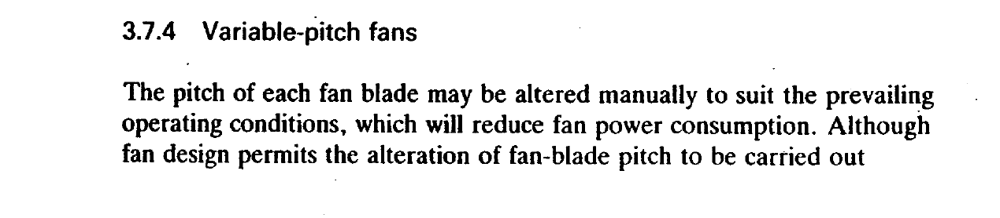 3.7.4 Variable-pitch fans
The pitch of each fan blade may be altered manually to suit the prevailing
operating conditions, which will reduce fan power consumption. Although
fan design permits the alteration of fan-blade pitch to be carried out